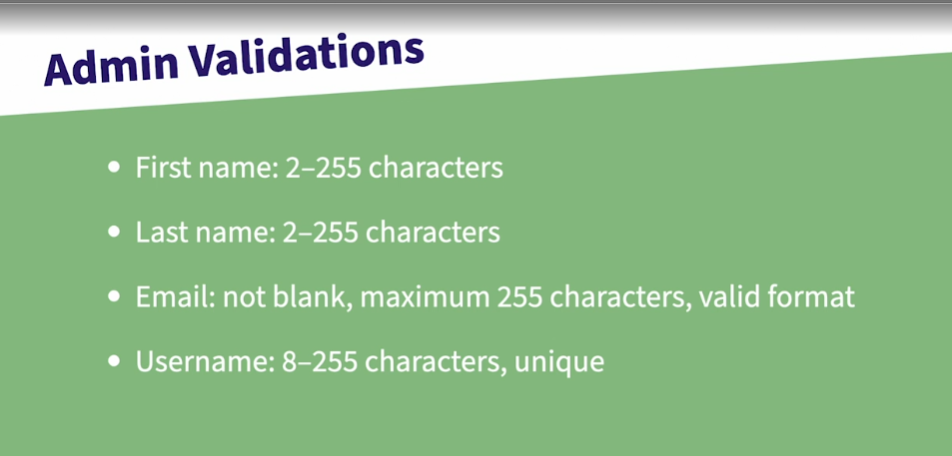 Admin Validations
• First name: 2–255 characters
• Last name: 2–255 characters
• Email: not blank, maximum 255 characters, valid format
• Username: 8–255 characters, unique